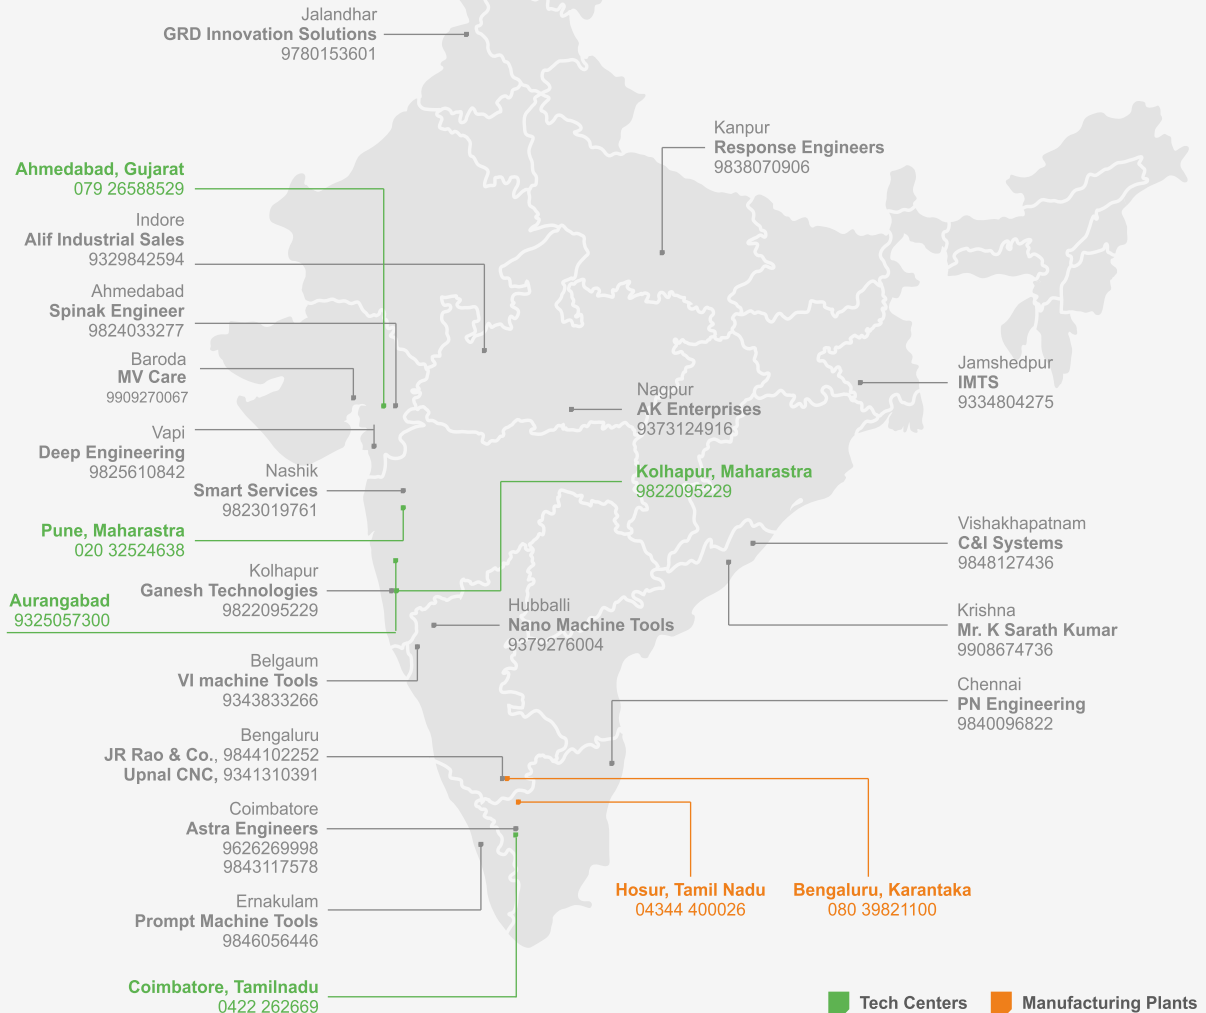 Jalandhar
GRD Innovation Solutions
9780153601
Kanpur
Response Engineers
9838070906
Ahmedabad, Gujarat
079 26588529
Indore
Alif Industrial Sales
9329842594
Ahmedabad
Spinak Engineer
9824033277
Baroda
MV Care
9909270067
Jamshedpur
IMTS
9334804275
Nagpur
AK Enterprises
9373124916
Vapi
Deep Engineering
9825610842
Nashik
Smart Services
9823019761
Kolhapur, Maharastra
9822095229
Pune, Maharastra
020 32524638
Vishakhapatnam
C&I Systems
9848127436
Kolhapur
Ganesh Technologies
9822095229
Aurangabad
9325057300
Hubballi
Nano Machine Tools
9379276004
Krishna
Mr. K Sarath Kumar
9908674736
Belgaum
VI machine Tools
9343833266
Chennai
PN Engineering
9840096822
Bengaluru
JR Rao & Co., 9844102252
Upnal CNC, 9341310391
Coimbatore
Astra Engineers
9626269998
9843117578
Hosur, Tamil Nadu
04344 400026
Bengaluru, Karantaka
080 39821100
Ernakulam
Prompt Machine Tools
9846056446
Coimbatore, Tamilnadu
0422 262669
Tech Centers
Manufacturing Plants